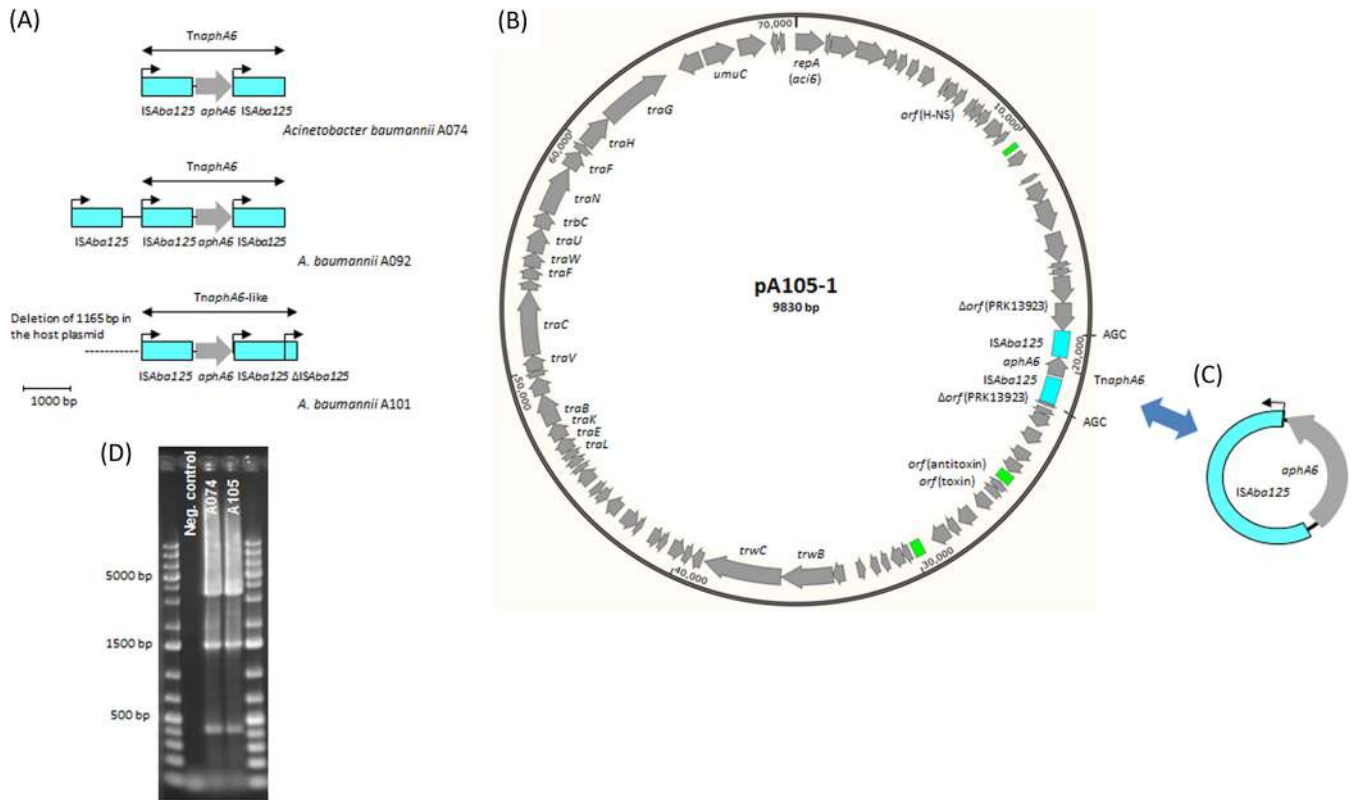 (A)
TnaphA6
ISAba125 aphA6 ISAba125
Acinetobacter baumannii A074
TnaphA6
ISAba125 ISAba125 aphA6 ISAba125
A. baumannii A092
TnaphA6-like
Deletion of 1165 bp in
the host plasmid
ISAba125 aphA6 ISAba125 ΔISAba125
1000 bp
A. baumannii A101
(B)
70,000
repA
(aci6)
umuC
traG
orf(H-NS)
10,000
60,000
traH
traF
traN
trbC
traU
traW
traF
pA105-1
9830 bp
traC
Δorf(PRK13923)
ISAba125
AGC
aphA6
20,000
traV
ISAba125
TnaphA6
50,000
Δorf(PRK13923)
AGC
traB
traK
traE
traL
orf(antitoxin)
orf(toxin)
trwC
trwB
30,000
40,000
(C)
aphA6
ISAba125
(D)
Neg. control
A074
A105
5000 bp
1500 bp
500 bp